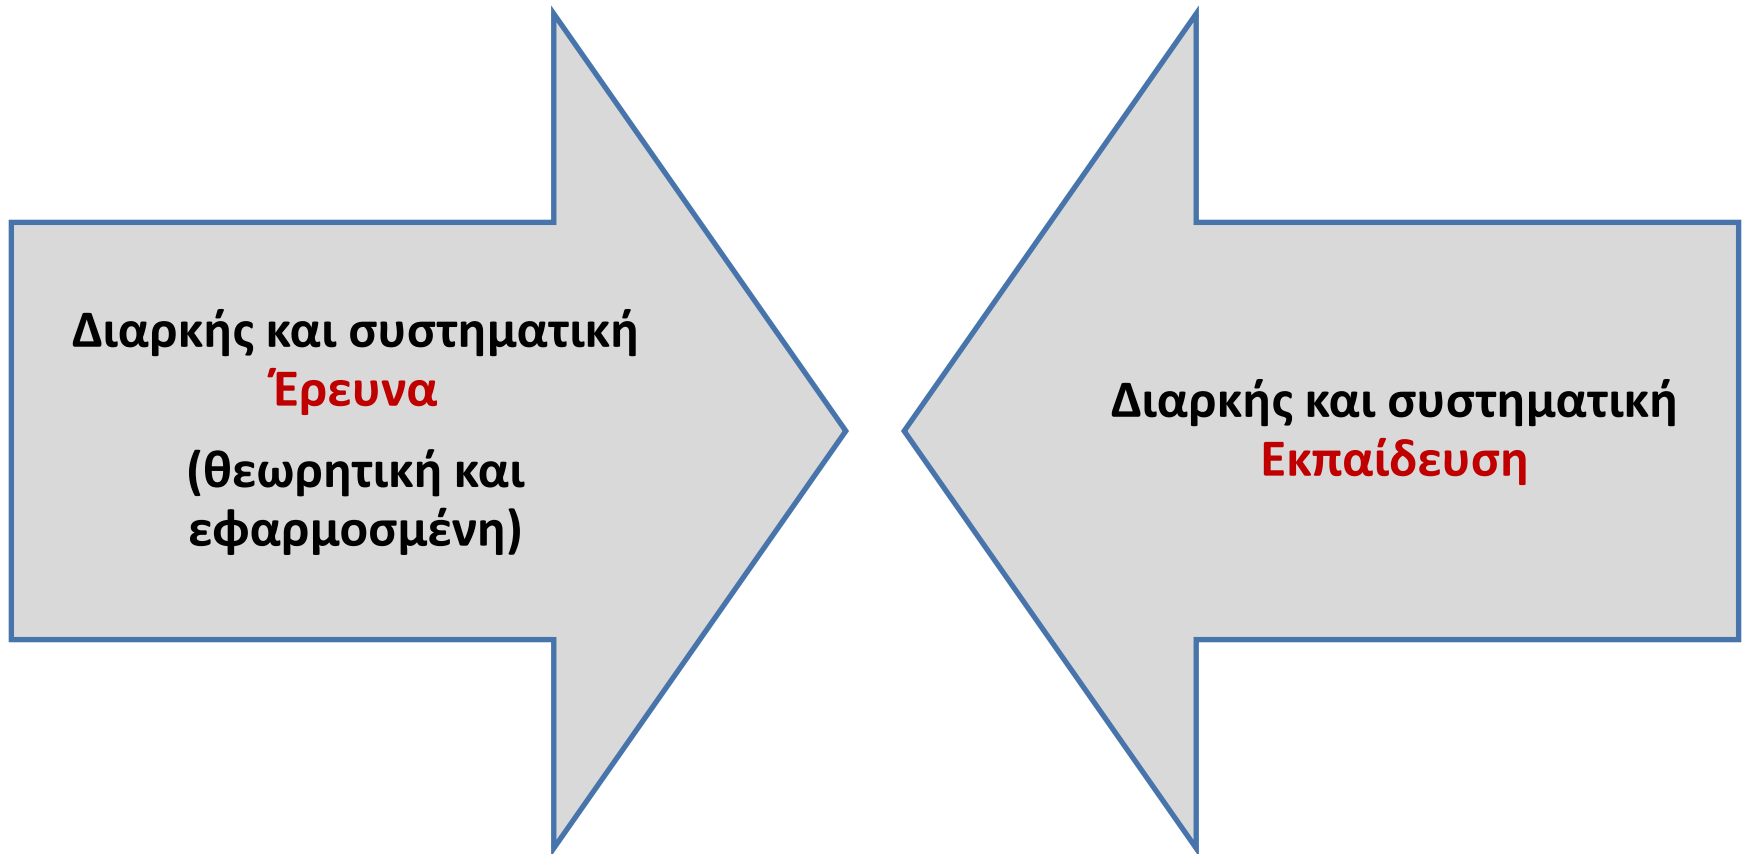 Διαρκής και συστηματική
Έρευνα
(θεωρητική και
εφαρμοσμένη)
Διαρκής και συστηματική
Εκπαίδευση